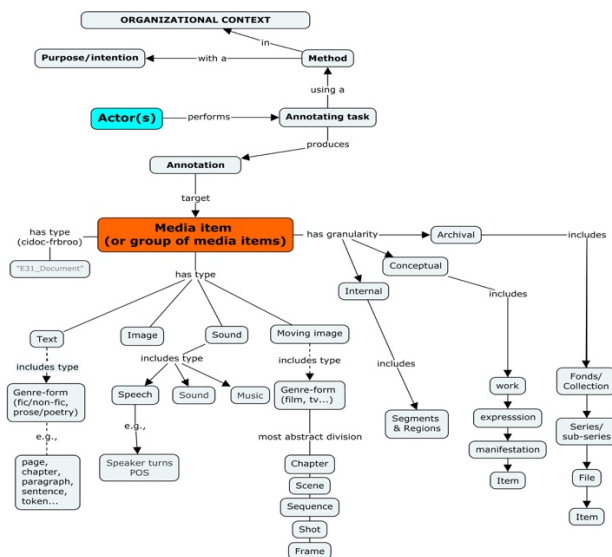 ORGANIZATIONAL CONTEXT
in
Purpose/intention
with a
Method
using a
Actor(s)
performs
Annotating task
produces
Annotation
target
has type
(cidoc-frbroo)
Media item
(or group of media items)
has granularity
Archival
includes
"E31_Document"
has type
Conceptual
Internal
includes
Text
Image
Sound
Moving image
includes type
includes type
includes type
includes
Genre-form
(fic/non-fic,
prose/poetry)
Speech
Sound
Music
Genre-form
(film, tv...)
work
Fonds/
Collection
e.g.,
e.g.,
Segments
& Regions
expresssion
Series/
sub-series
most abstract division
manifestation
page,
chapter,
paragraph,
sentence,
token...
Speaker turns
POS
Chapter
Scene
Sequence
Shot
Frame
Item
File
Item